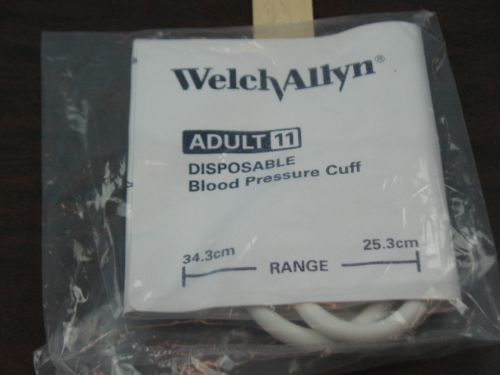 WelchAllyn®
ADULT 11
DISPOSABLE
Blood Pressure Cuff
34.3cm 25.3cm
RANGE